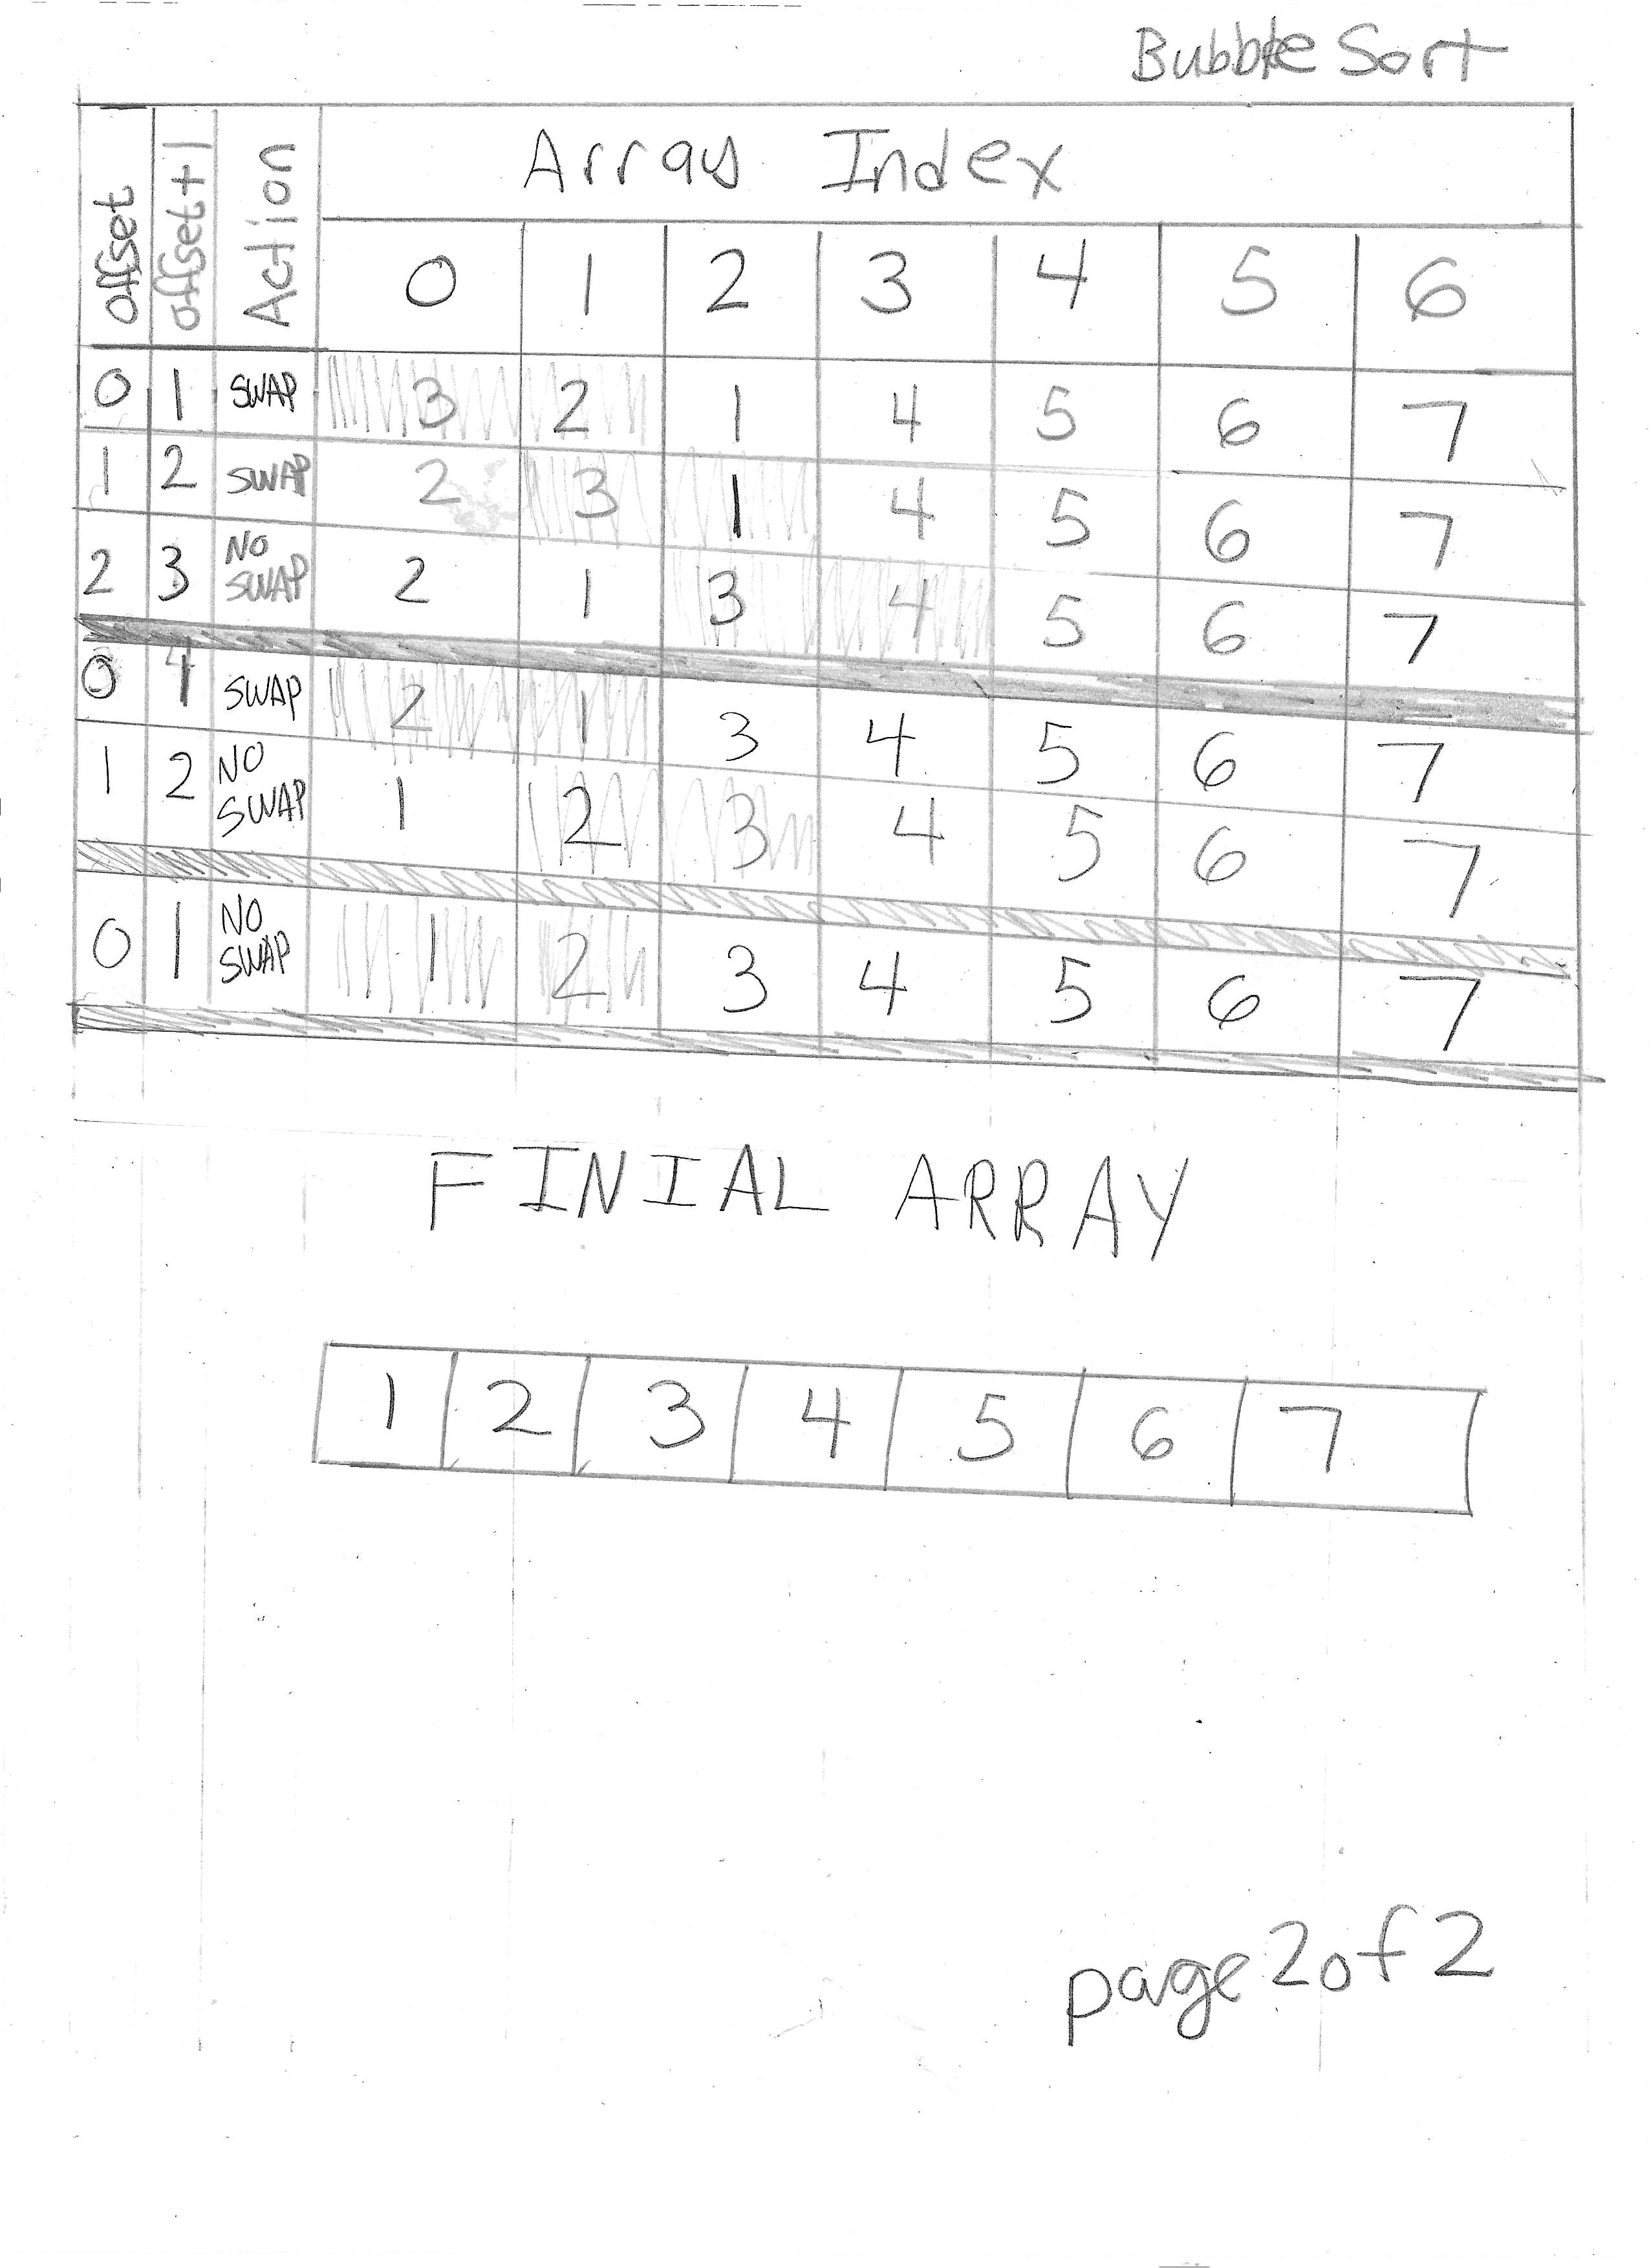 Bubble Sort
offset offset+1 Action Array Index
0 1 2 3 4 5 6
0 1 SWAP 3 2 1 4 5 6 7
1 2 SWAP 2 3 1 4 5 6 7
2 3 NO SWAP 2 1 3 4 5 6 7
0 1 SWAP 2 1 3 4 5 6 7
1 2 NO SWAP 1 2 3 4 5 6 7
0 1 NO SWAP 1 2 3 4 5 6 7
FINIAL ARRAY
1 2 3 4 5 6 7
page 2 of 2